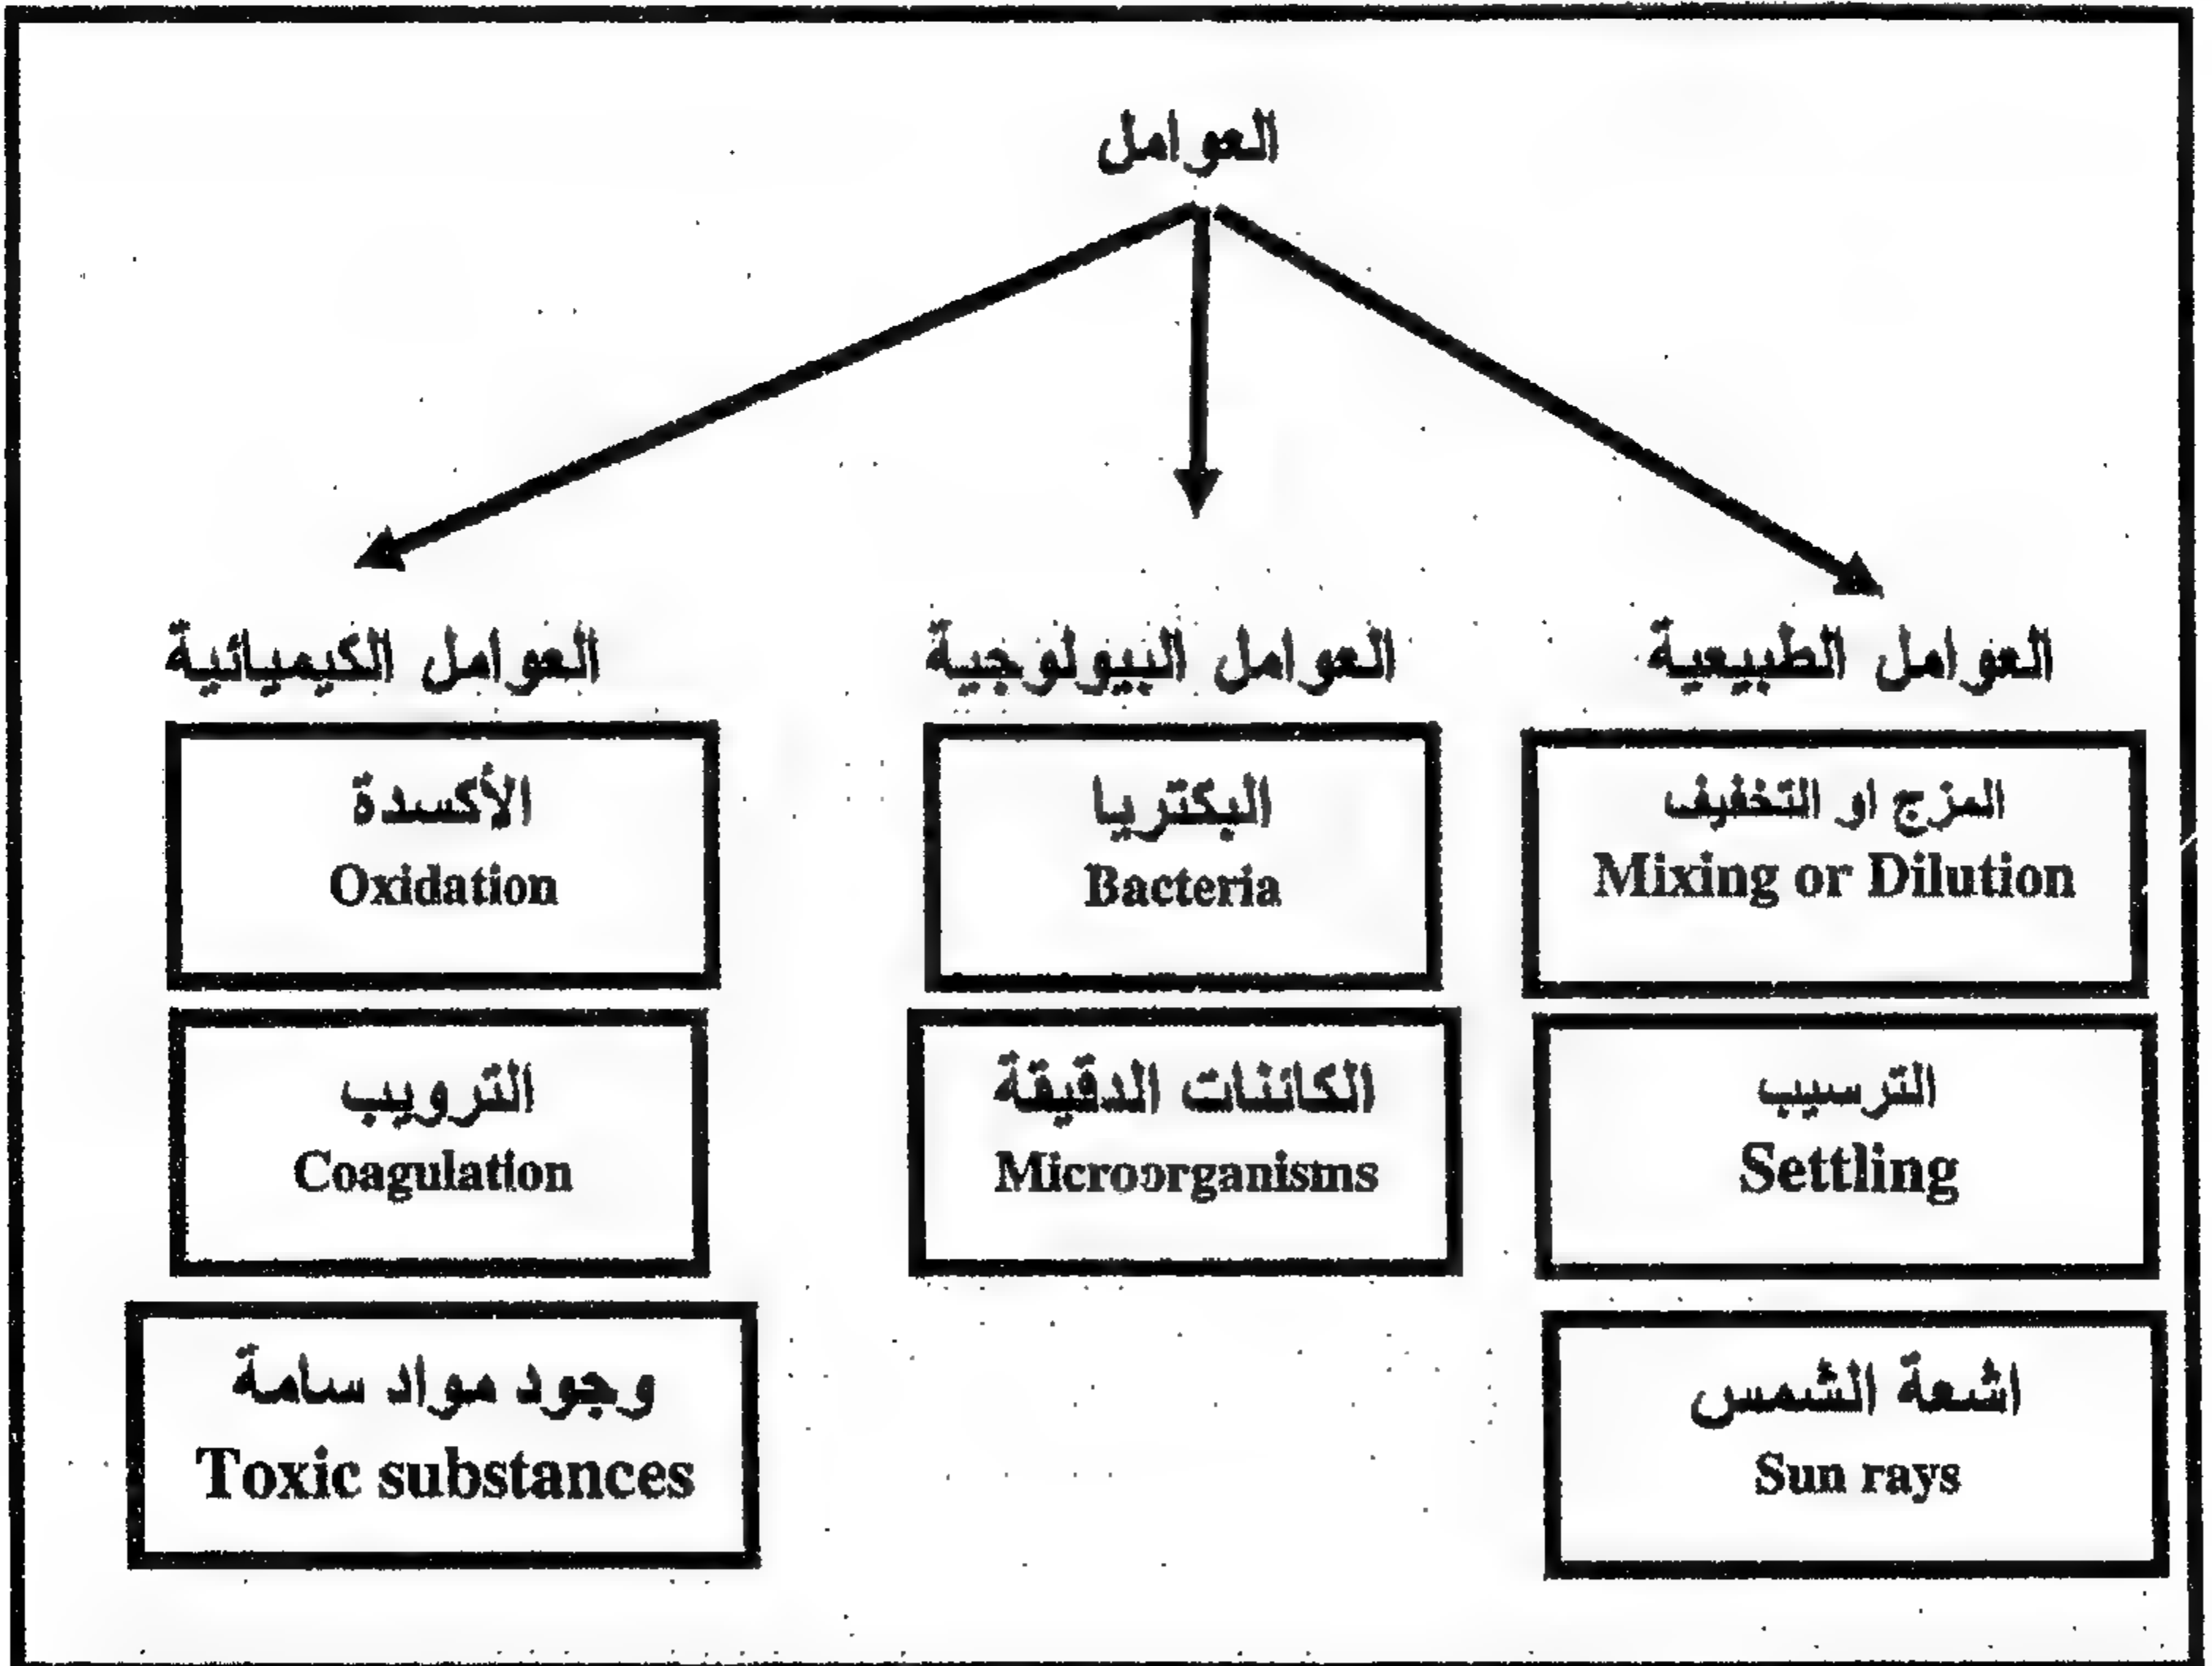 العوامل
العوامل الطبيعية
العوامل البيولوجية
العوامل الكيميائية
المزج او التخفيف
Mixing or Dilution
البكتريا
Bacteria
الأكسدة
Oxidation
الترسيب
Settling
الكائنات الدقيقة
Microorganisms
الترويب
Coagulation
اشعة الشمس
Sun rays
وجود مواد سامة
Toxic substances